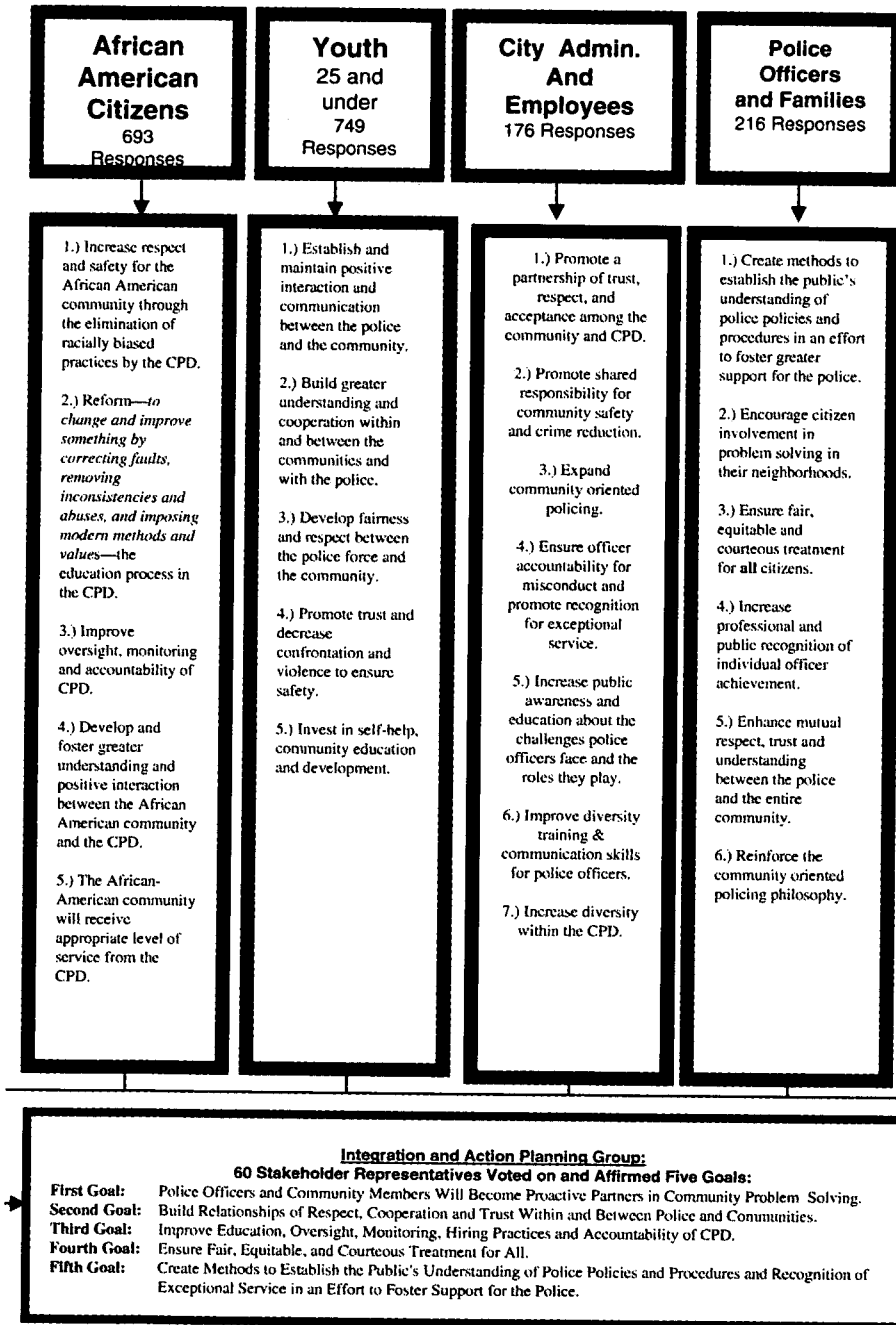 African
American
Citizens
693
Responses
Youth
25 and
under
749
Responses
City Admin.
And
Employees
176 Responses
Police
Officers
and Families
216 Responses
1.) Increase respect
and safety for the
African American
community through
the elimination of
racially biased
practices by the CPD.
2.) Reform—to
change and improve
something by
correcting faults,
removing
inconsistencies and
abuses, and imposing
modern methods and
values—the
education process in
the CPD.
3.) Improve
oversight, monitoring
and accountability of
CPD.
4.) Develop and
foster greater
understanding and
positive interaction
between the African
American community
and the CPD.
5.) The African-
American community
will receive
appropriate level of
service from the
CPD.
1.) Establish and
maintain positive
interaction and
communication
between the police
and the community.
2.) Build greater
understanding and
cooperation within
and between the
communities and
with the police.
3.) Develop fairness
and respect between
the police force and
the community.
4.) Promote trust and
decrease
confrontation and
violence to ensure
safety.
5.) Invest in self-help,
community education
and development.
1.) Promote a
partnership of trust,
respect, and
acceptance among the
community and CPD.
2.) Promote shared
responsibility for
community safety
and crime reduction.
3.) Expand
community oriented
policing.
4.) Ensure officer
accountability for
misconduct and
promote recognition
for exceptional
service.
5.) Increase public
awareness and
education about the
challenges police
officers face and the
roles they play.
6.) Improve diversity
training &
communication skills
for police officers.
7.) Increase diversity
within the CPD.
1.) Create methods to
establish the public's
understanding of
police policies and
procedures in an effort
to foster greater
support for the police.
2.) Encourage citizen
involvement in
problem solving in
their neighborhoods.
3.) Ensure fair,
equitable and
courteous treatment
for all citizens.
4.) Increase
professional and
public recognition of
individual officer
achievement.
5.) Enhance mutual
respect, trust and
understanding
between the police
and the entire
community.
6.) Reinforce the
community oriented
policing philosophy.
Integration and Action Planning Group:
60 Stakeholder Representatives Voted on and Affirmed Five Goals:
First Goal: Police Officers and Community Members Will Become Proactive Partners in Community Problem Solving.
Second Goal: Build Relationships of Respect, Cooperation and Trust Within and Between Police and Communities.
Third Goal: Improve Education, Oversight, Monitoring, Hiring Practices and Accountability of CPD.
Fourth Goal: Ensure Fair, Equitable, and Courteous Treatment for All.
Fifth Goal: Create Methods to Establish the Public's Understanding of Police Policies and Procedures and Recognition of
Exceptional Service in an Effort to Foster Support for the Police.